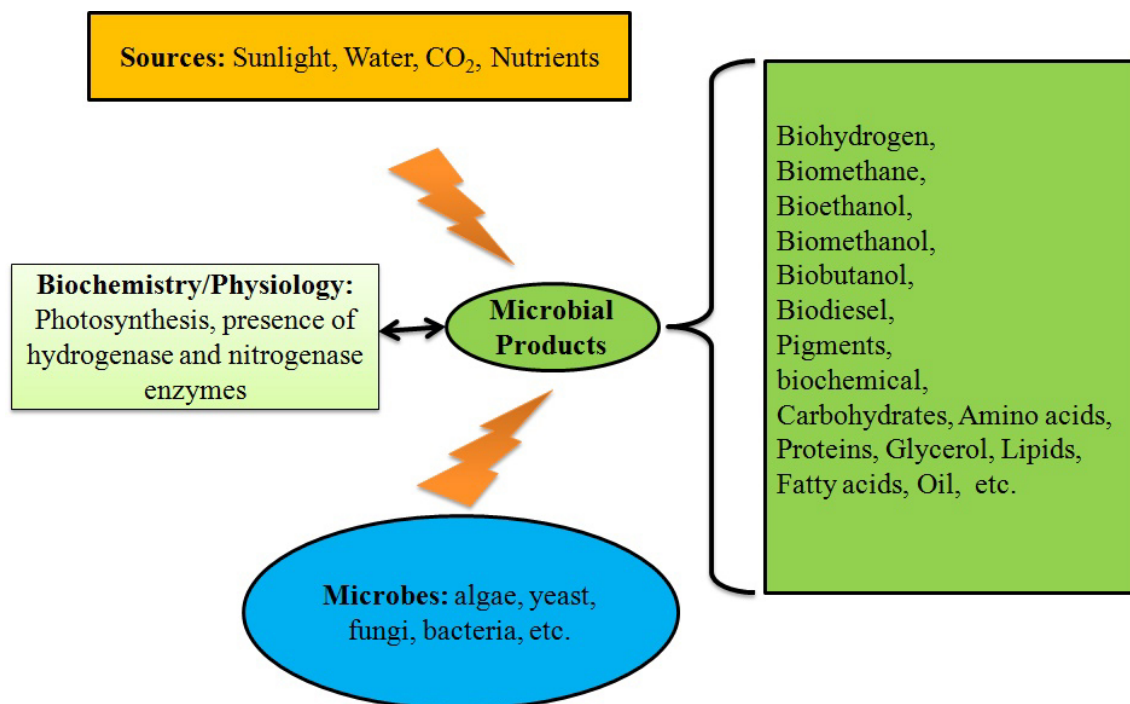 Sources: Sunlight, Water, CO₂, Nutrients
Biochemistry/Physiology:
Photosynthesis, presence of
hydrogenase and nitrogenase
enzymes
Microbial
Products
Biohydrogen,
Biomethane,
Bioethanol,
Biomethanol,
Biobutanol,
Biodiesel,
Pigments,
biochemical,
Carbohydrates, Amino acids,
Proteins, Glycerol, Lipids,
Fatty acids, Oil, etc.
Microbes: algae, yeast,
fungi, bacteria, etc.